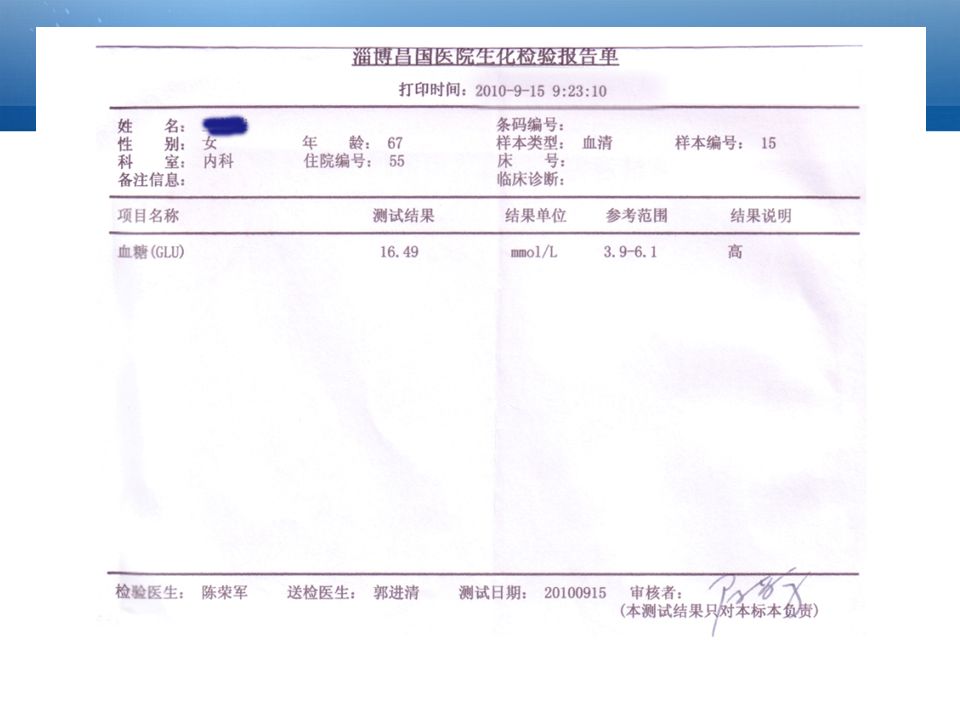 淄博昌国医院生化检验报告单
打印时间：2010-9-15 9:23:10
姓 名： 条码编号：
性 别：女 年 龄：67 样本类型：血清 样本编号：15
科 室：内科 住院编号：55 床 号：
备注信息： 临床诊断：
项目名称 测试结果 结果单位 参考范围 结果说明
血糖(GLU) 16.49 mmol/L 3.9-6.1 高
检验医生：陈荣军 送检医生：郭进清 测试日期：20100915 审核者：
(本测试结果只对本标本负责)